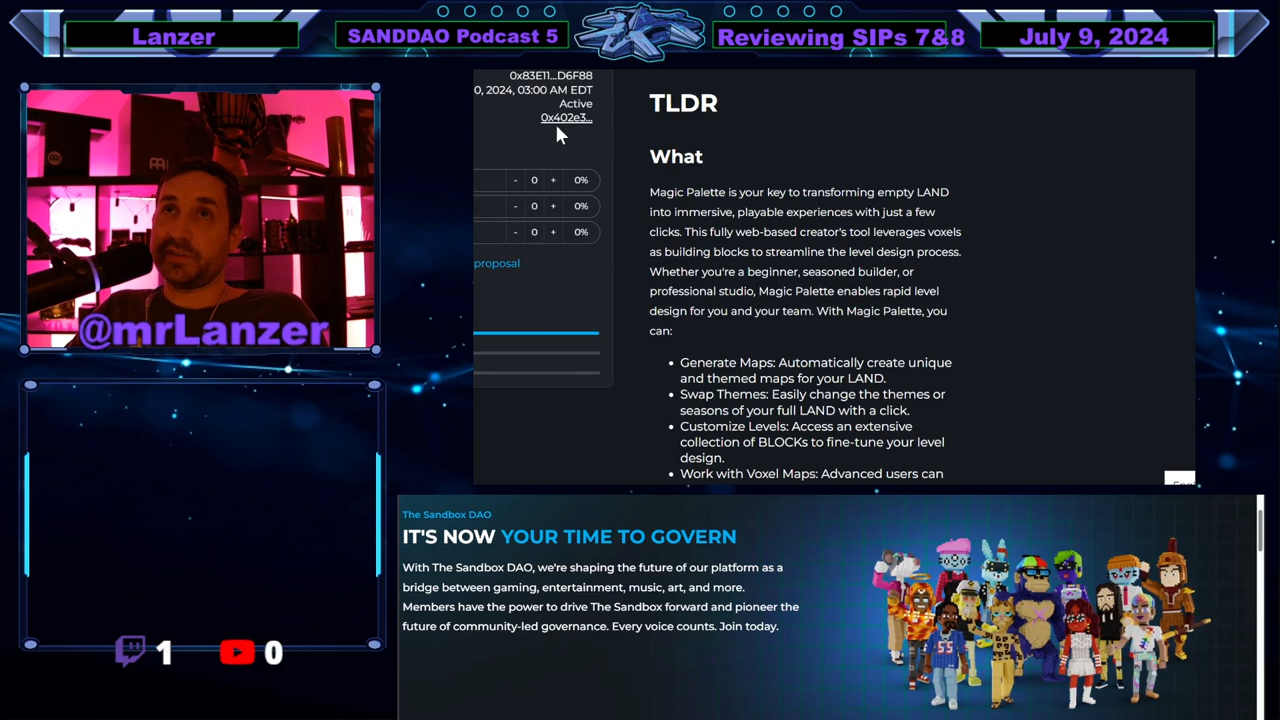 Lanzer
SANDDAO Podcast 5
Reviewing SIPs 7&8
July 9, 2024
@mrLanzer
1
0
0x83E11...D6F88
0, 2024, 03:00 AM EDT
Active
0x402e3...
- 0 + 0%
- 0 + 0%
- 0 + 0%
proposal
TLDR
What
Magic Palette is your key to transforming empty LAND
into immersive, playable experiences with just a few
clicks. This fully web-based creator's tool leverages voxels
as building blocks to streamline the level design process.
Whether you're a beginner, seasoned builder, or
professional studio, Magic Palette enables rapid level
design for you and your team. With Magic Palette, you
can:
• Generate Maps: Automatically create unique
and themed maps for your LAND.
• Swap Themes: Easily change the themes or
seasons of your full LAND with a click.
• Customize Levels: Access an extensive
collection of BLOCKs to fine-tune your level
design.
• Work with Voxel Maps: Advanced users can
The Sandbox DAO
IT'S NOW YOUR TIME TO GOVERN
With The Sandbox DAO, we're shaping the future of our platform as a
bridge between gaming, entertainment, music, art, and more.
Members have the power to drive The Sandbox forward and pioneer the
future of community-led governance. Every voice counts. Join today.
55